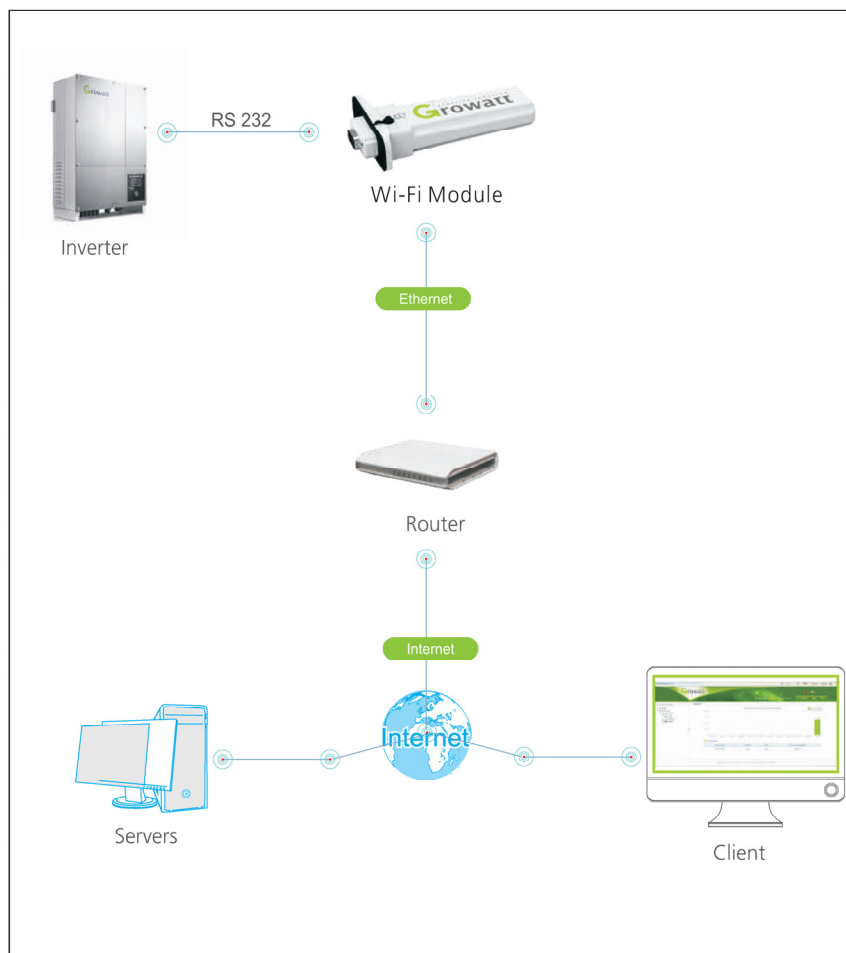 Growatt
RS 232
Growatt
Wi-Fi Module
Inverter
Ethernet
Router
Internet
Internet
Growatt
Servers
Client